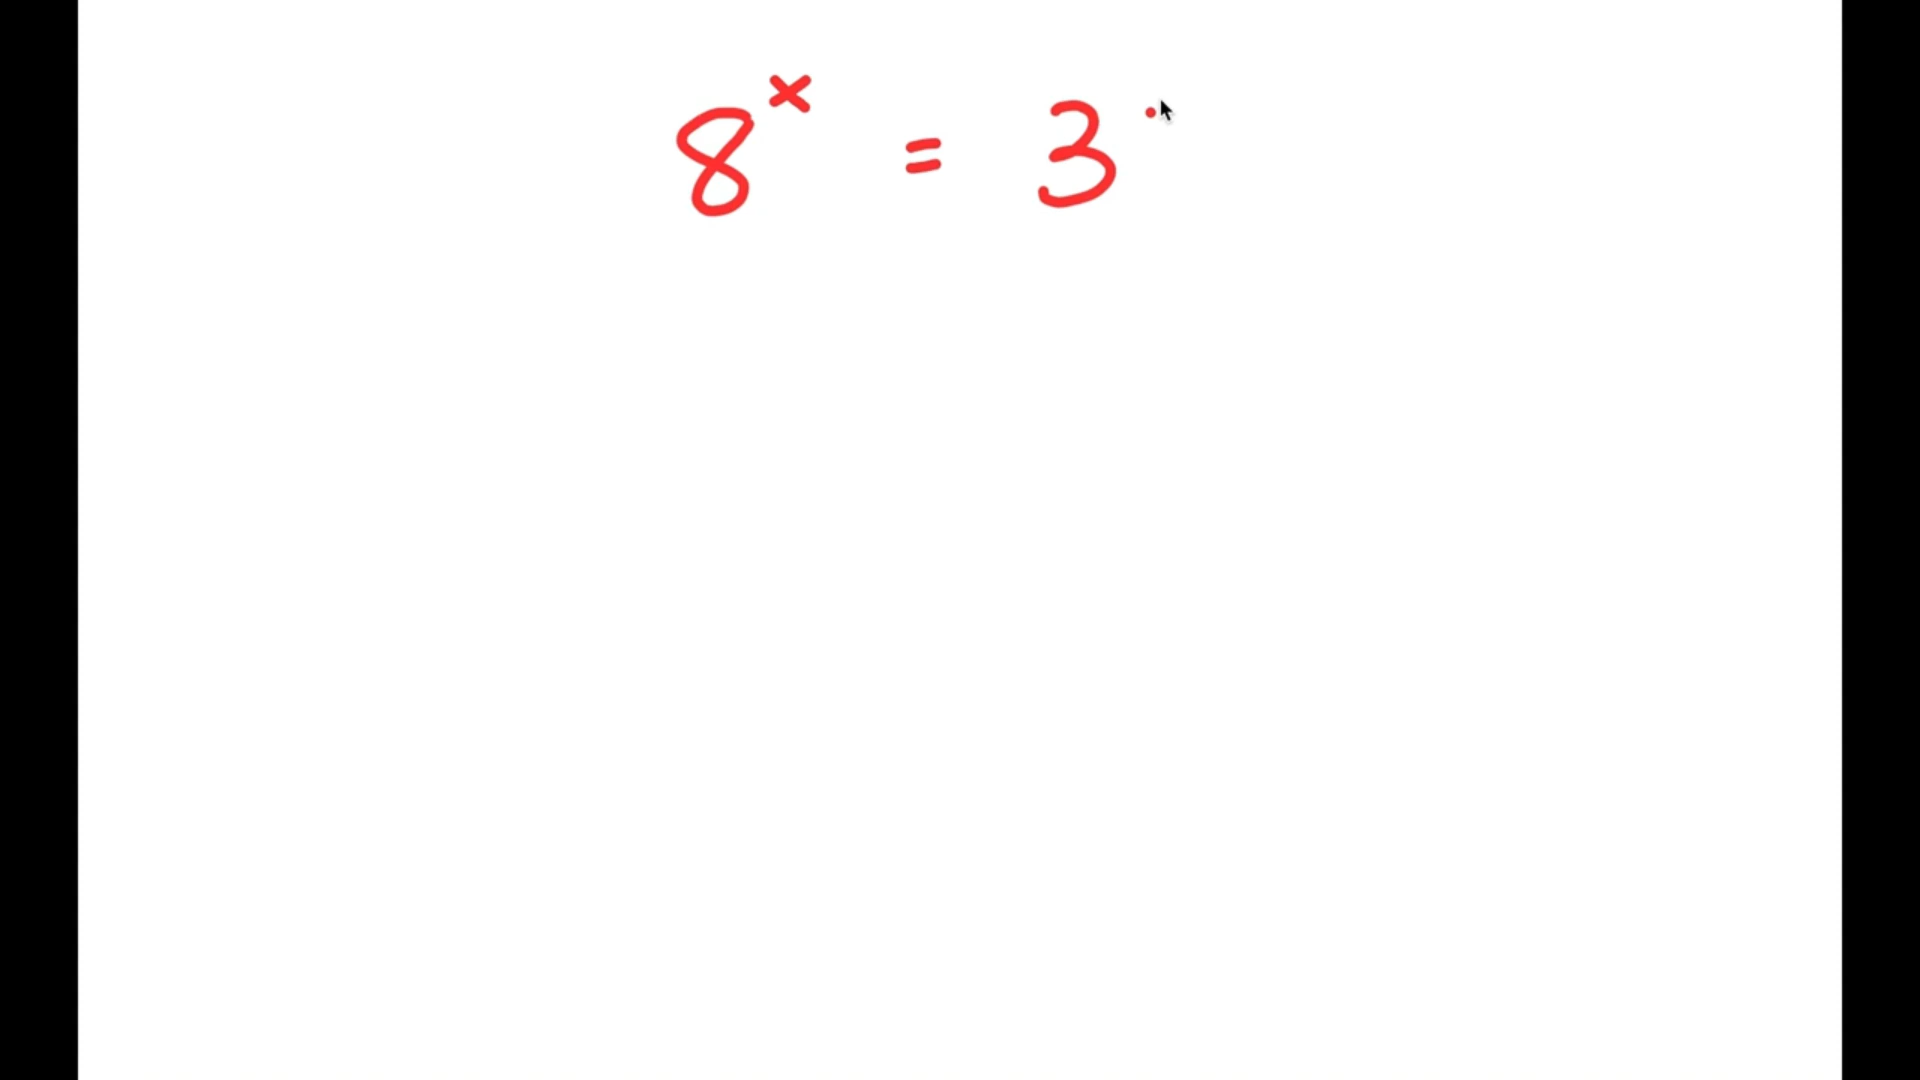 8^x = 3